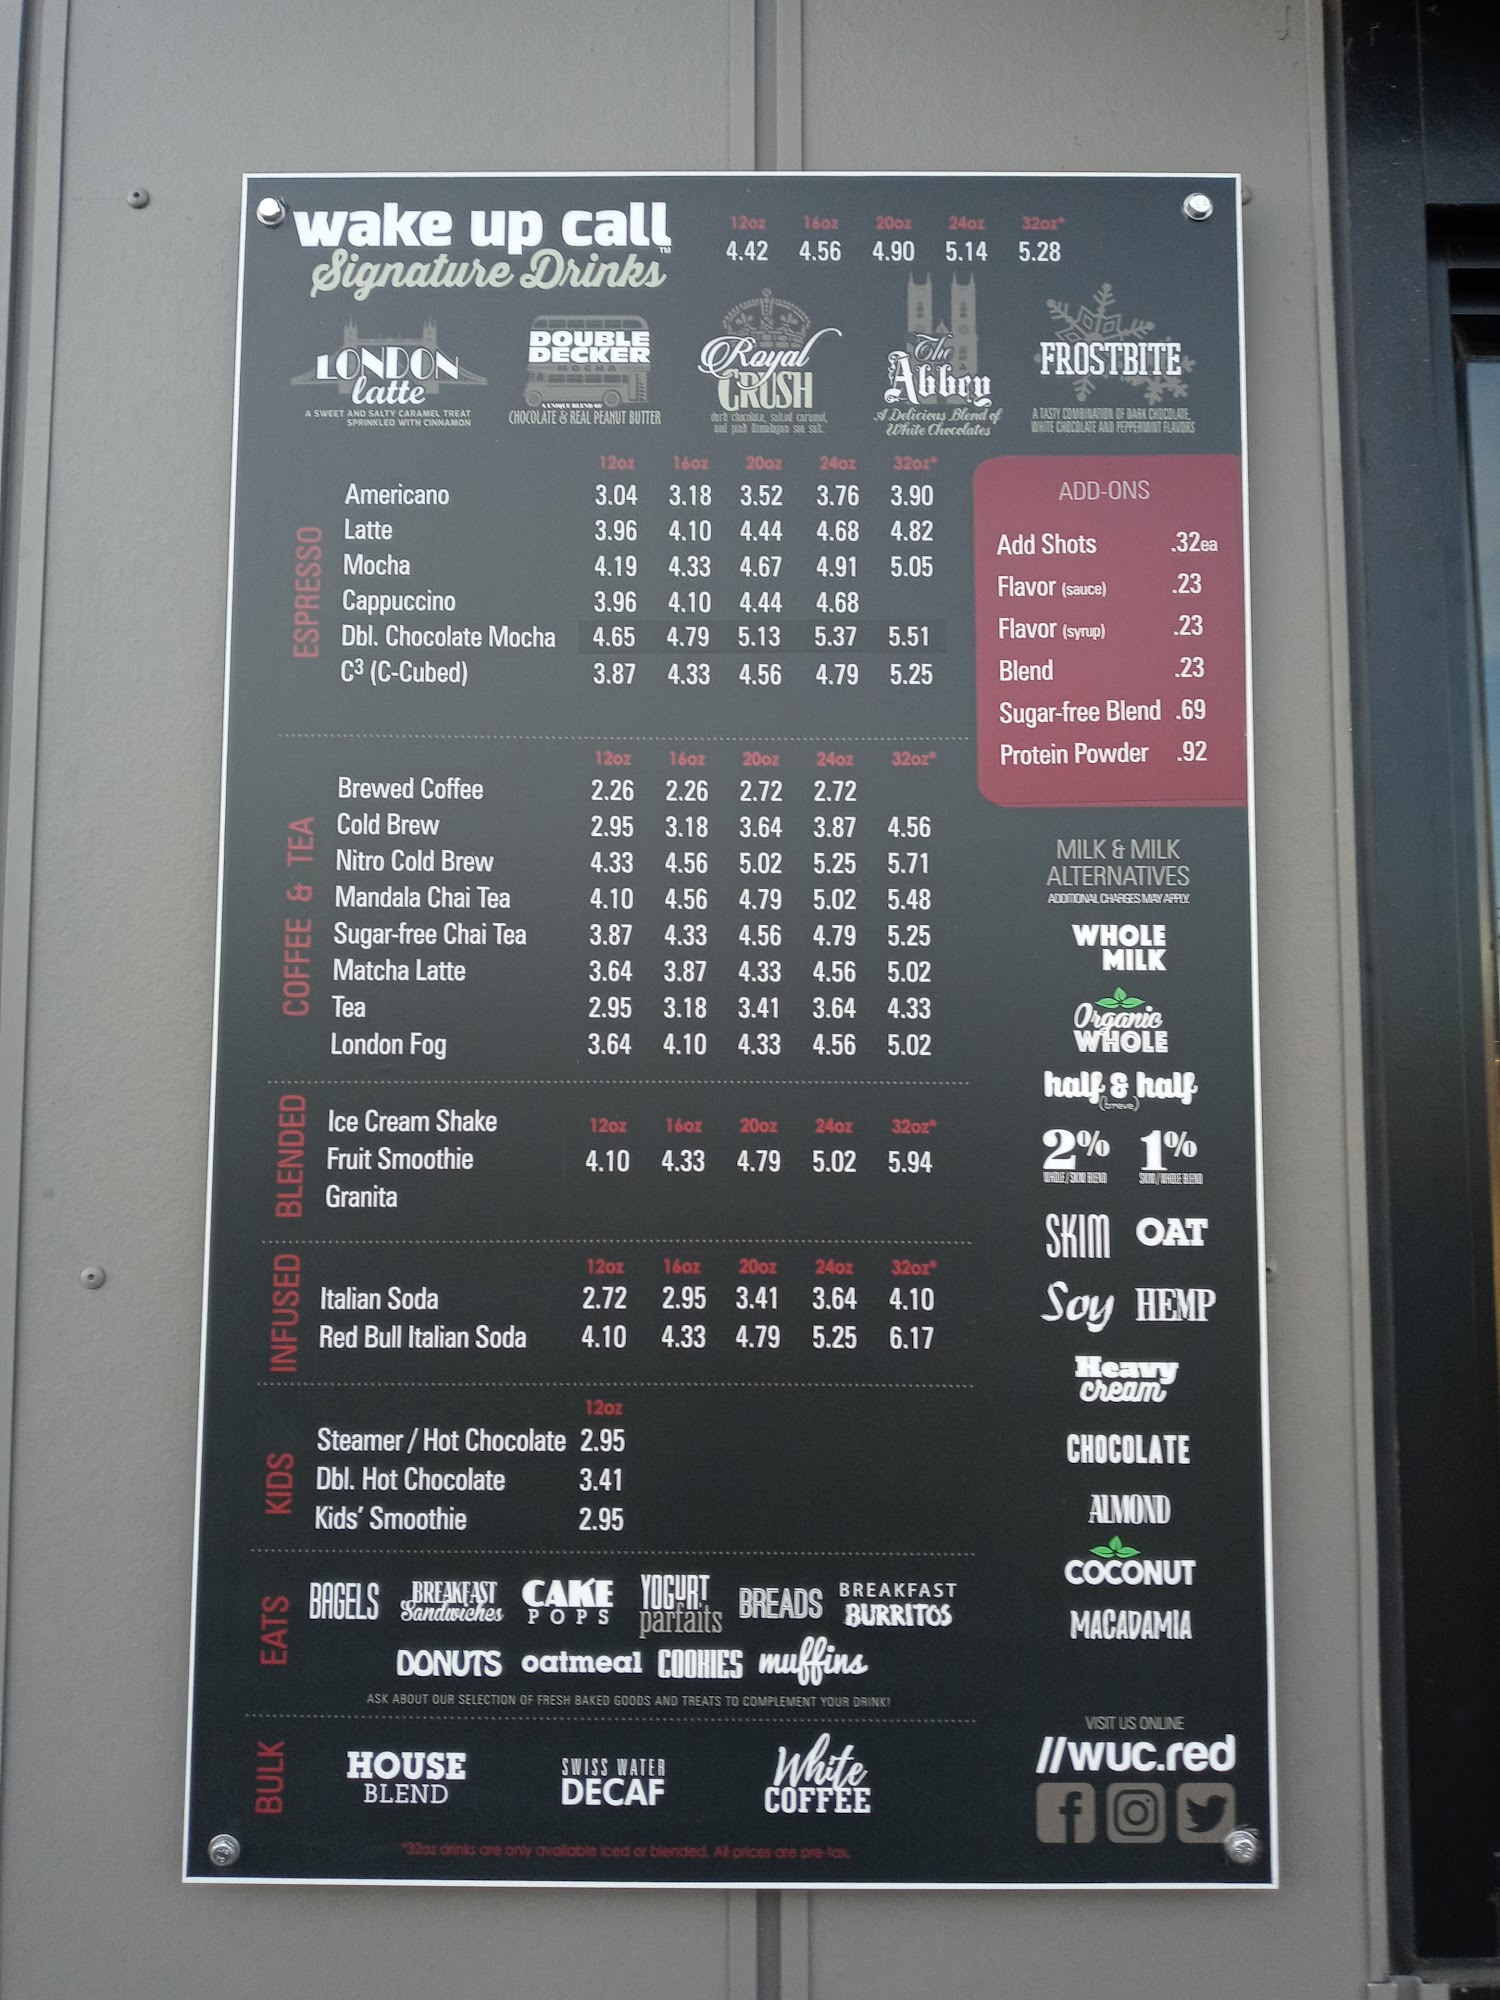 wake up call™
Signature Drinks
12oz 16oz 20oz 24oz 32oz*
4.42 4.56 4.90 5.14 5.28
LONDON
latte
A SWEET AND SALTY CARAMEL TREAT
SPRINKLED WITH CINNAMON
DOUBLE
DECKER
MOCHA
A UNIQUE BLEND OF
CHOCOLATE & REAL PEANUT BUTTER
Royal
CRUSH
dark chocolate, salted caramel,
and pink Himalayan sea salt.
The
Abbey
A Delicious Blend of
White Chocolates
FROSTBITE
A TASTY COMBINATION OF DARK CHOCOLATE,
WHITE CHOCOLATE AND PEPPERMINT FLAVORS
ESPRESSO
12oz 16oz 20oz 24oz 32oz*
Americano 3.04 3.18 3.52 3.76 3.90
Latte 3.96 4.10 4.44 4.68 4.82
Mocha 4.19 4.33 4.67 4.91 5.05
Cappuccino 3.96 4.10 4.44 4.68
Dbl. Chocolate Mocha 4.65 4.79 5.13 5.37 5.51
C³ (C-Cubed) 3.87 4.33 4.56 4.79 5.25
ADD-ONS
Add Shots .32ea
Flavor (sauce) .23
Flavor (syrup) .23
Blend .23
Sugar-free Blend .69
Protein Powder .92
COFFEE & TEA
12oz 16oz 20oz 24oz 32oz*
Brewed Coffee 2.26 2.26 2.72 2.72
Cold Brew 2.95 3.18 3.64 3.87 4.56
Nitro Cold Brew 4.33 4.56 5.02 5.25 5.71
Mandala Chai Tea 4.10 4.56 4.79 5.02 5.48
Sugar-free Chai Tea 3.87 4.33 4.56 4.79 5.25
Matcha Latte 3.64 3.87 4.33 4.56 5.02
Tea 2.95 3.18 3.41 3.64 4.33
London Fog 3.64 4.10 4.33 4.56 5.02
BLENDED
Ice Cream Shake 12oz 16oz 20oz 24oz 32oz*
Fruit Smoothie 4.10 4.33 4.79 5.02 5.94
Granita
INFUSED
12oz 16oz 20oz 24oz 32oz*
Italian Soda 2.72 2.95 3.41 3.64 4.10
Red Bull Italian Soda 4.10 4.33 4.79 5.25 6.17
KIDS
12oz
Steamer / Hot Chocolate 2.95
Dbl. Hot Chocolate 3.41
Kids' Smoothie 2.95
MILK & MILK
ALTERNATIVES
ADDITIONAL CHARGES MAY APPLY.
WHOLE
MILK
Organic
WHOLE
half & half
(breve)
2% 1%
WHOLE / SKIM BLEND SKIM / WHOLE BLEND
SKIM OAT
Soy HEMP
Heavy
cream
CHOCOLATE
ALMOND
COCONUT
MACADAMIA
EATS
BAGELS
BREAKFAST
Sandwiches
CAKE
POPS
YOGURT
parfaits
BREADS
BREAKFAST
BURRITOS
DONUTS oatmeal COOKIES muffins
ASK ABOUT OUR SELECTION OF FRESH BAKED GOODS AND TREATS TO COMPLEMENT YOUR DRINK!
BULK
HOUSE
BLEND
SWISS WATER
DECAF
White
COFFEE
VISIT US ONLINE
//wuc.red
*32oz drinks are only available iced or blended. All prices are pre-tax.